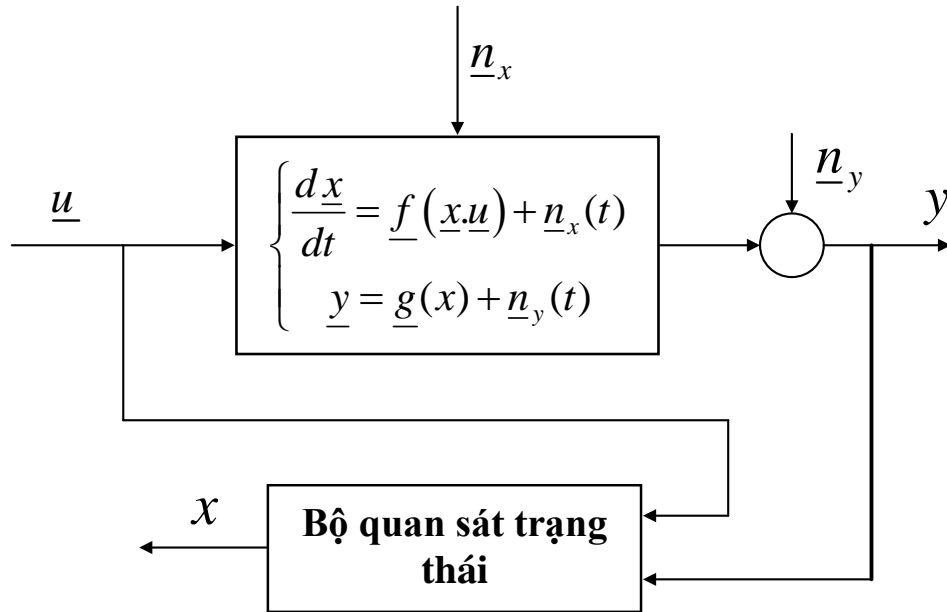 n_x
u
n_y
y
{ dx/dt = f(x.u) + n_x(t)
y = g(x) + n_y(t)
x
Bộ quan sát trạng
thái